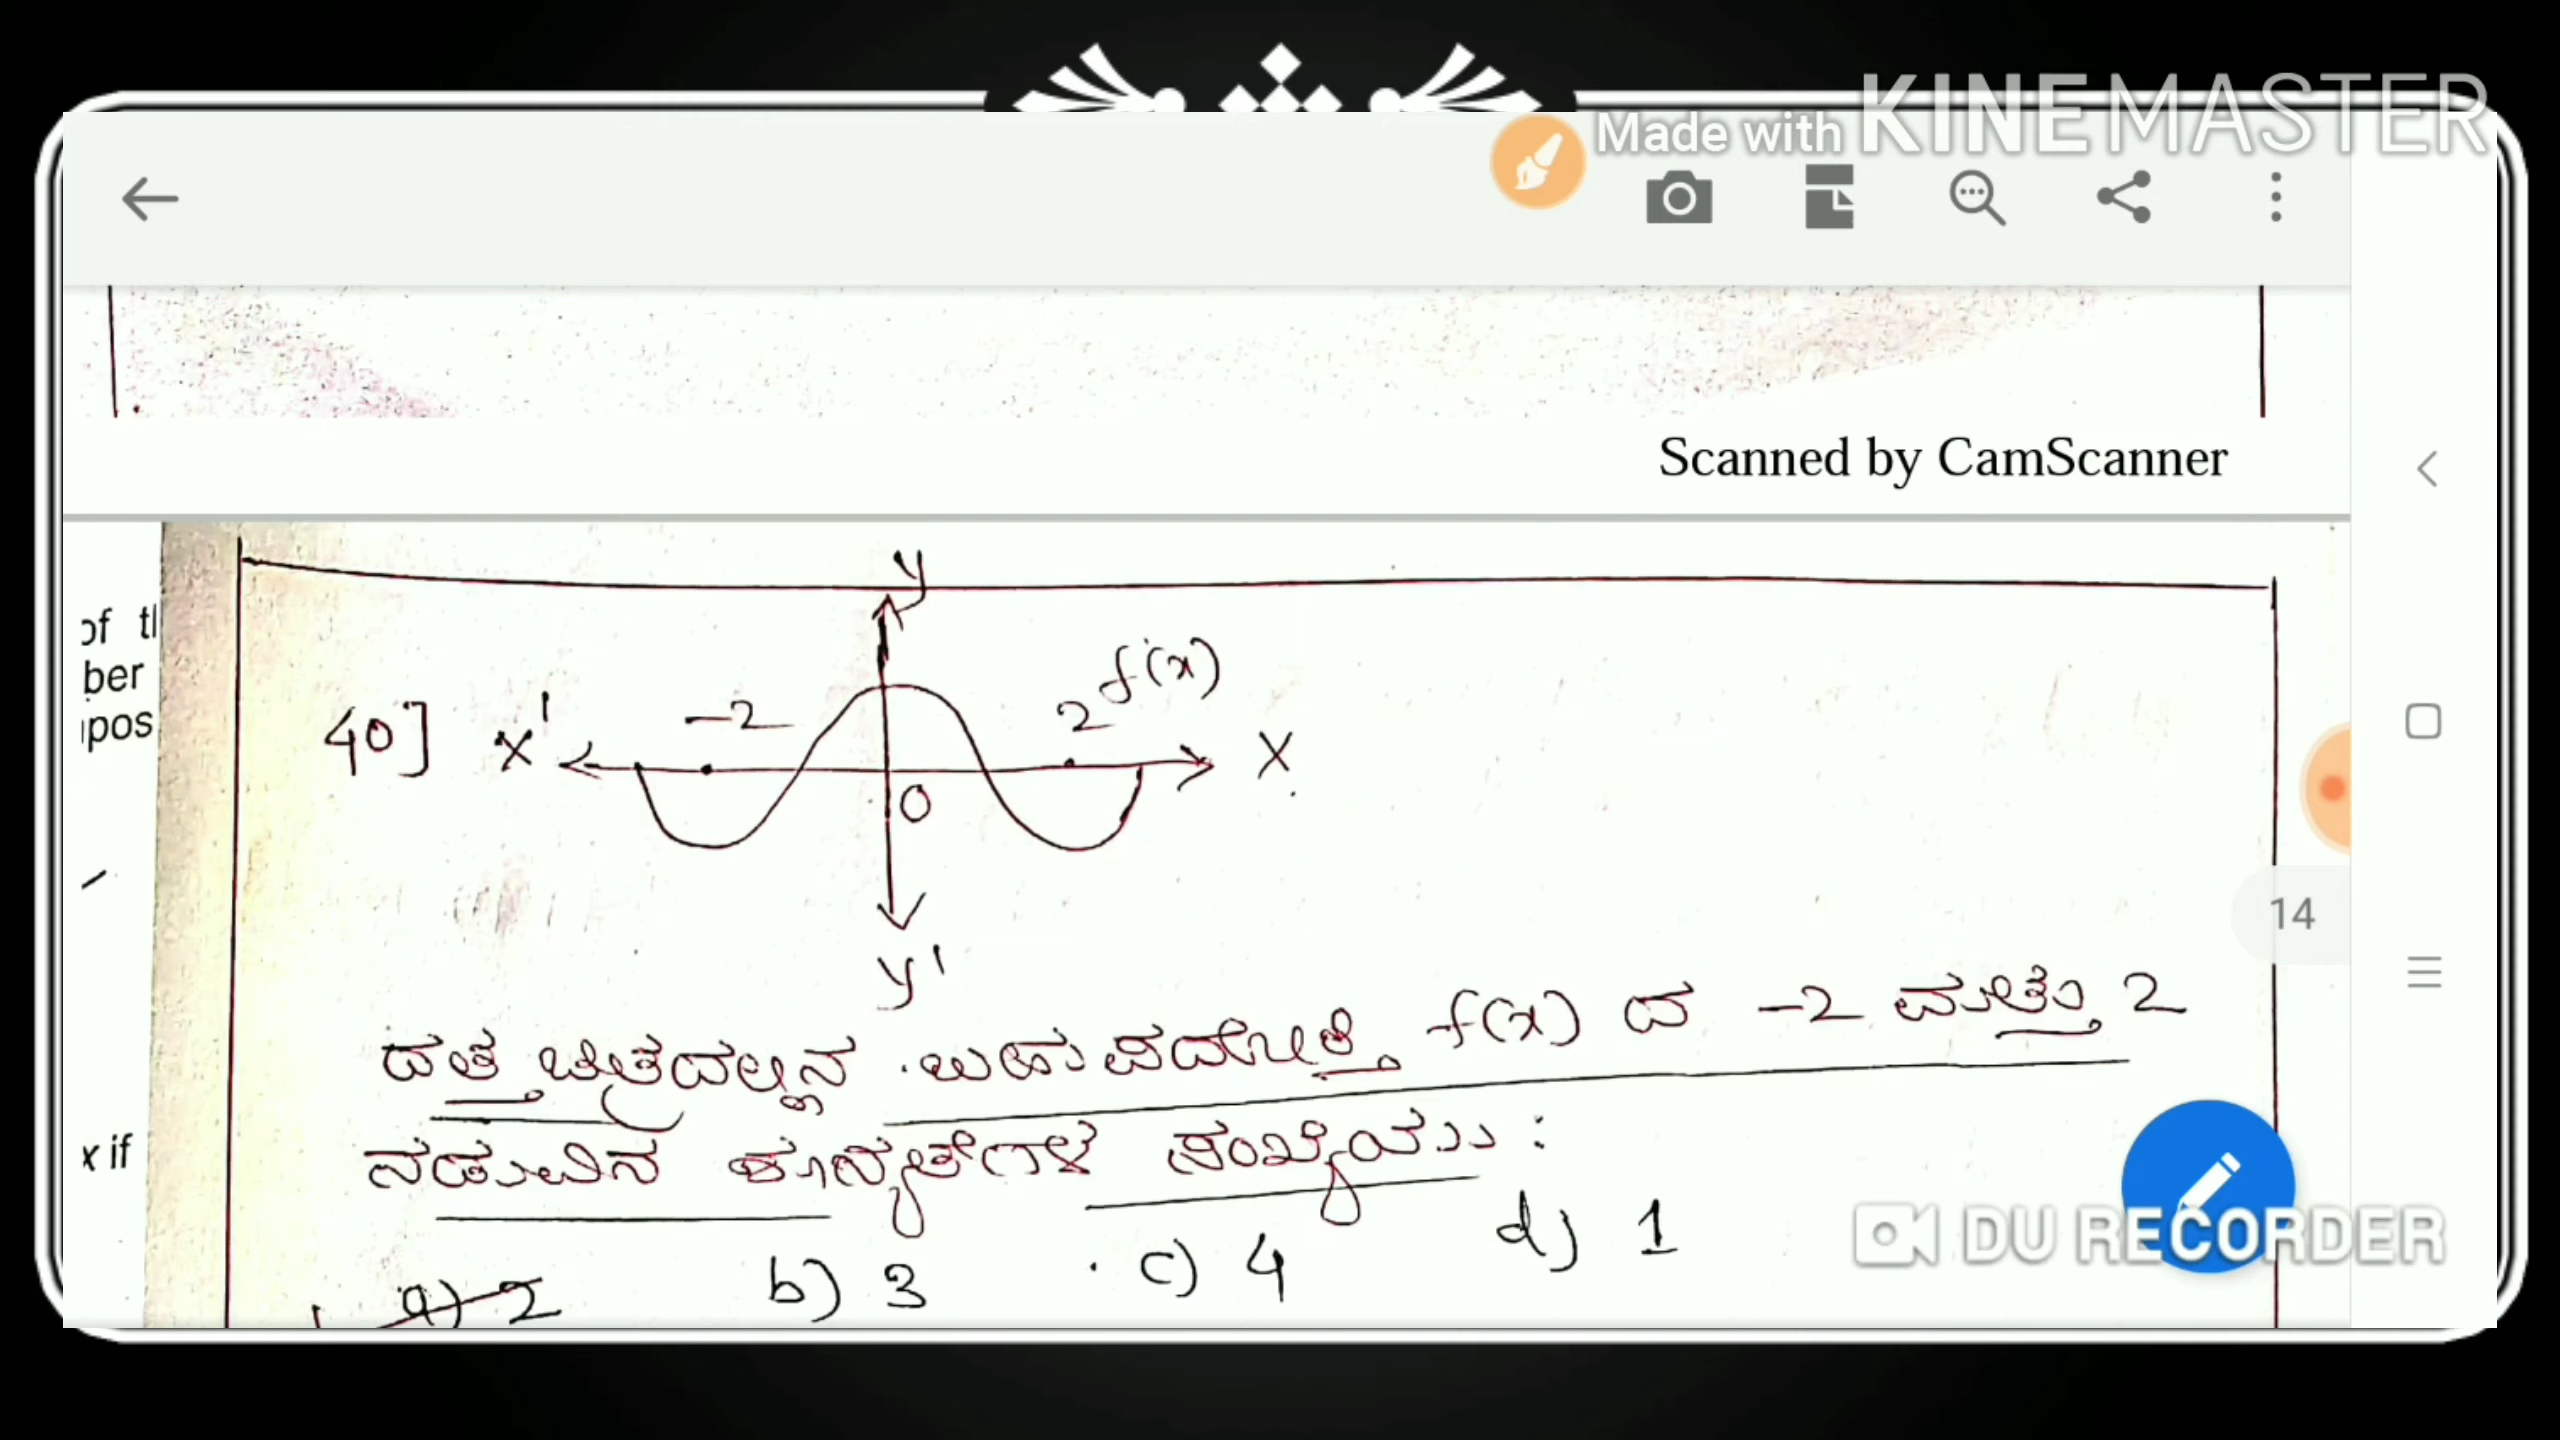 Made with KINEMASTER
Scanned by CamScanner
of tl
ber
pos
x if
y
f(x)
40] X' -2 2 X
0
y'
14
ದತ್ತ ಚಿತ್ರದಲ್ಲಿನ ಬಹುಪದೋಕ್ತಿ f(x) ದ -2 ಮತ್ತು 2
ನಡುವಿನ ಶೂನ್ಯತೆಗಳ ಸಂಖ್ಯೆಯು :
a) 2 b) 3 c) 4 d) 1
DU RECORDER